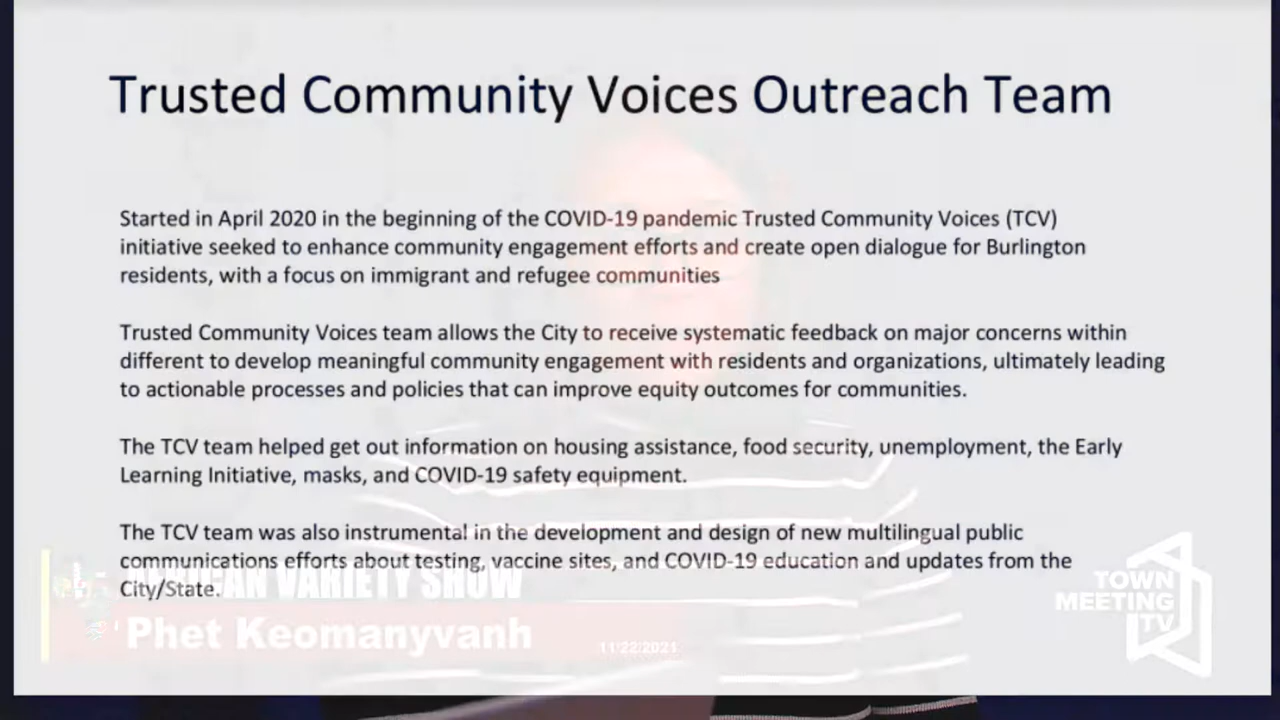 Trusted Community Voices Outreach Team
Started in April 2020 in the beginning of the COVID-19 pandemic Trusted Community Voices (TCV)
initiative seeked to enhance community engagement efforts and create open dialogue for Burlington
residents, with a focus on immigrant and refugee communities
Trusted Community Voices team allows the City to receive systematic feedback on major concerns within
different to develop meaningful community engagement with residents and organizations, ultimately leading
to actionable processes and policies that can improve equity outcomes for communities.
The TCV team helped get out information on housing assistance, food security, unemployment, the Early
Learning Initiative, masks, and COVID-19 safety equipment.
The TCV team was also instrumental in the development and design of new multilingual public
communications efforts about testing, vaccine sites, and COVID-19 education and updates from the
City/State.
VARIETY SHOW
Phet Keomanyvanh
11/22/2021
TOWN
MEETING
TV